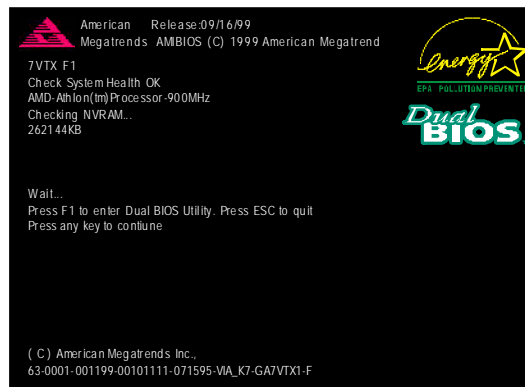 American Release:09/16/99
Megatrends AMIBIOS (C) 1999 American Megatrend
energy
EPA POLLUTION PREVENTER
7VTX F1
Check System Health OK
AMD-Athlon(tm)Processor-900MHz
Checking NVRAM...
262144KB
Dual
BIOS
Wait...
Press F1 to enter Dual BIOS Utility. Press ESC to quit
Press any key to contiune
( C ) American Megatrends Inc.,
63-0001-001199-00101111-071595-VIA_K7-GA7VTX1-F